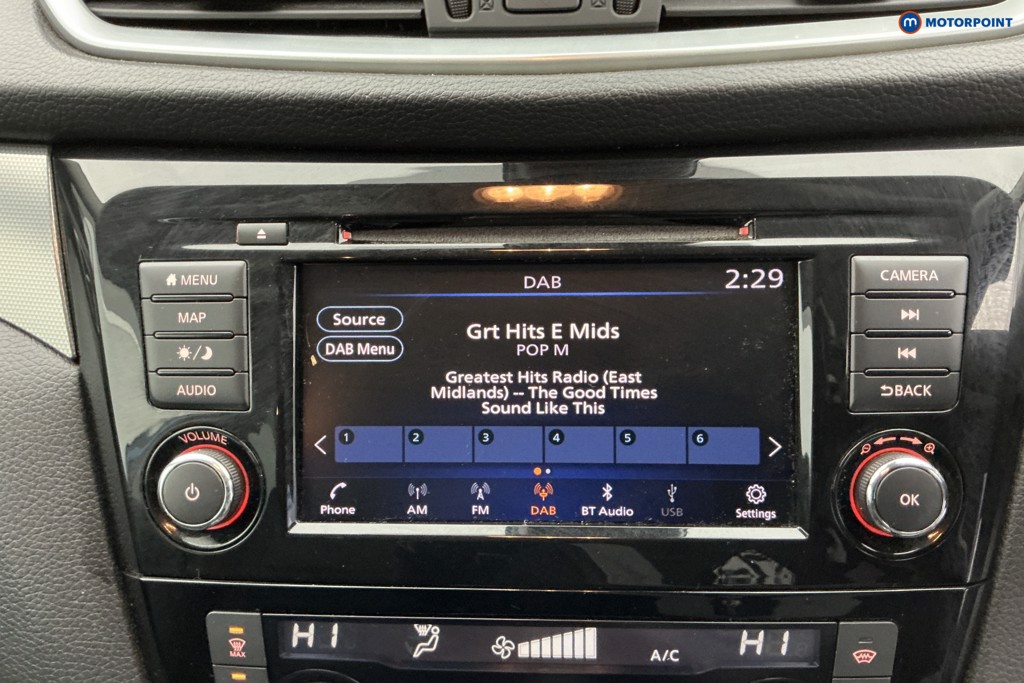 m MOTORPOINT
MENU
MAP
AUDIO
VOLUME
DAB 2:29
Source
DAB Menu
Grt Hits E Mids
POP M
Greatest Hits Radio (East
Midlands) -- The Good Times
Sound Like This
1 2 3 4 5 6
Phone AM FM DAB BT Audio USB Settings
CAMERA
BACK
OK
MAX
HI A/C HI